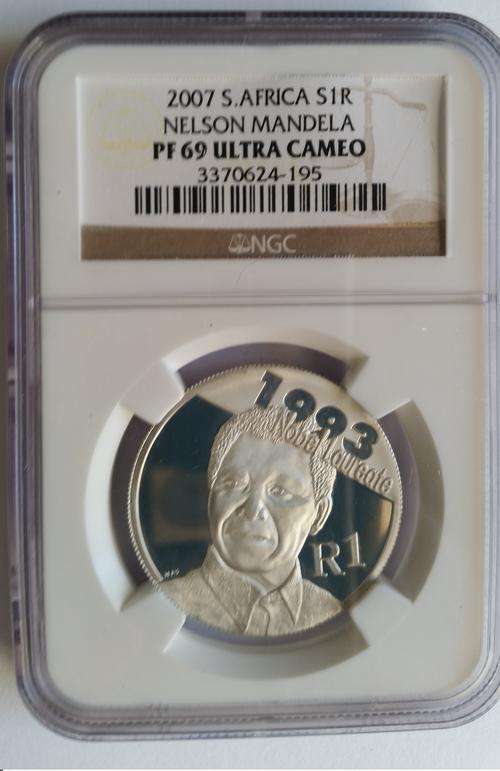 2007 S.AFRICA S1R
NELSON MANDELA
PF 69 ULTRA CAMEO
3370624-195
NGC
1993
Nobel Laureate
R1